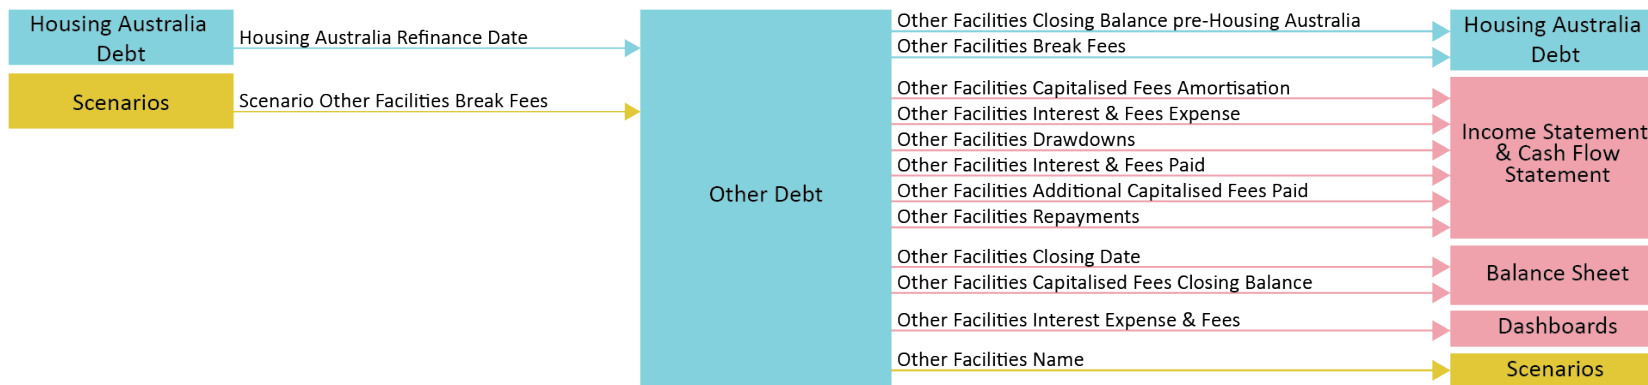 Housing Australia
Debt
Housing Australia Refinance Date
Scenarios
Scenario Other Facilities Break Fees
Other Debt
Other Facilities Closing Balance pre-Housing Australia
Other Facilities Break Fees
Housing Australia
Debt
Other Facilities Capitalised Fees Amortisation
Other Facilities Interest & Fees Expense
Other Facilities Drawdowns
Other Facilities Interest & Fees Paid
Other Facilities Additional Capitalised Fees Paid
Other Facilities Repayments
Income Statement
& Cash Flow
Statement
Other Facilities Closing Date
Other Facilities Capitalised Fees Closing Balance
Balance Sheet
Other Facilities Interest Expense & Fees
Dashboards
Other Facilities Name
Scenarios